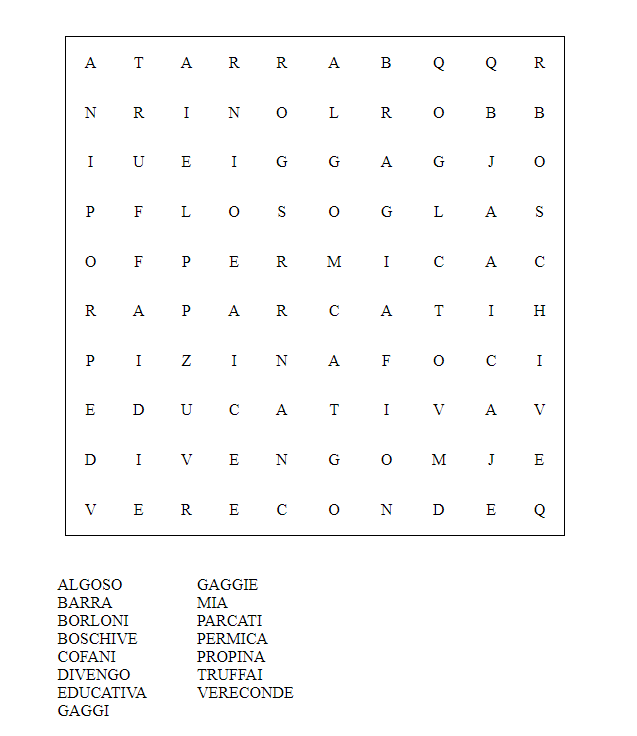 A T A R R A B Q Q R
N R I N O L R O B B
I U E I G G A G J O
P F L O S O G L A S
O F P E R M I C A C
R A P A R C A T I H
P I Z I N A F O C I
E D U C A T I V A V
D I V E N G O M J E
V E R E C O N D E Q
ALGOSO GAGGIE
BARRA MIA
BORLONI PARCATI
BOSCHIVE PERMICA
COFANI PROPINA
DIVENGO TRUFFAI
EDUCATIVA VERECONDE
GAGGI